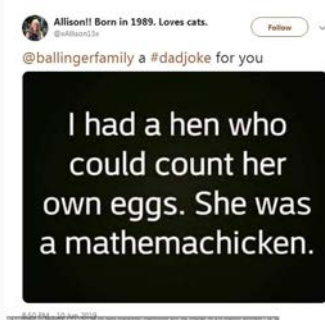 Allison!! Born in 1989. Loves cats.
Follow
@ballingerfamily a #dadjoke for you
I had a hen who
could count her
own eggs. She was
a mathemachicken.